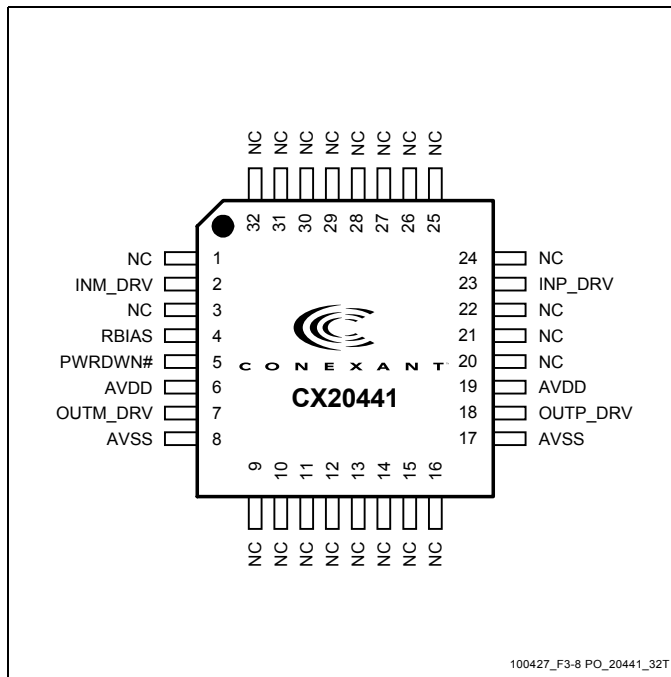 NC NC NC NC NC NC NC NC
32 31 30 29 28 27 26 25
NC 1
INM_DRV 2
NC 3
RBIAS 4
PWRDWN# 5
AVDD 6
OUTM_DRV 7
AVSS 8
24 NC
23 INP_DRV
22 NC
21 NC
20 NC
19 AVDD
18 OUTP_DRV
17 AVSS
CONEXANT
CX20441
9 10 11 12 13 14 15 16
NC NC NC NC NC NC NC NC
100427_F3-8 PO_20441_32T